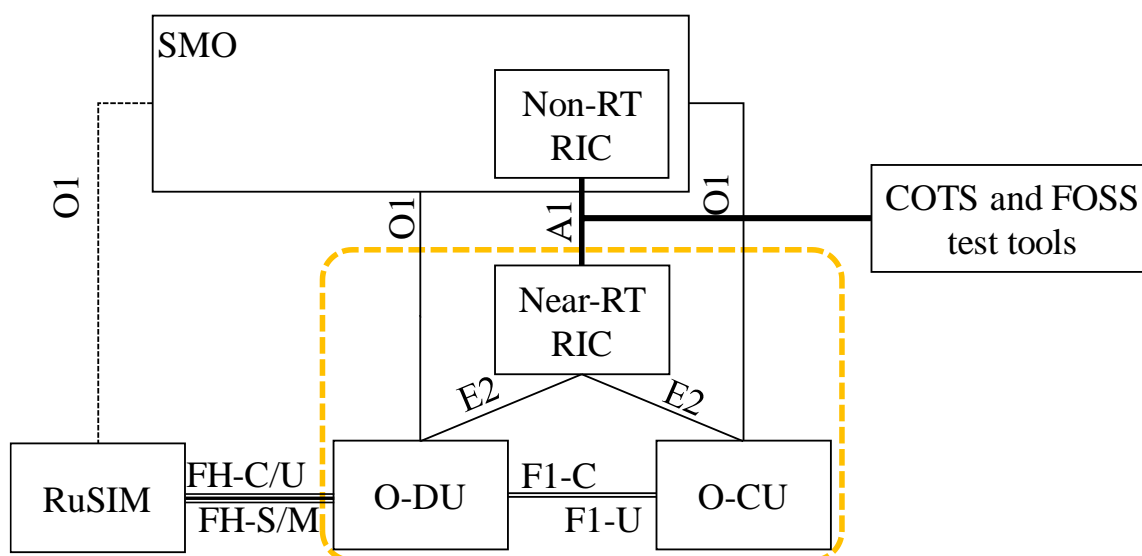 SMO
Non-RT
RIC
O1
O1
A1
O1
COTS and FOSS
test tools
Near-RT
RIC
E2
E2
RuSIM
FH-C/U
FH-S/M
O-DU
F1-C
F1-U
O-CU